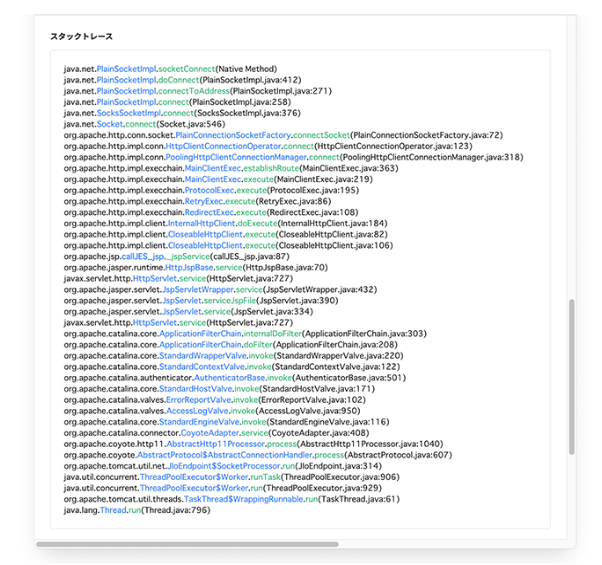 スタックトレース
java.net.PlainSocketImpl.socketConnect(Native Method)
java.net.PlainSocketImpl.doConnect(PlainSocketImpl.java:412)
java.net.PlainSocketImpl.connectToAddress(PlainSocketImpl.java:271)
java.net.PlainSocketImpl.connect(PlainSocketImpl.java:258)
java.net.SocksSocketImpl.connect(SocksSocketImpl.java:376)
java.net.Socket.connect(Socket.java:546)
org.apache.http.conn.socket.PlainConnectionSocketFactory.connectSocket(PlainConnectionSocketFactory.java:72)
org.apache.http.impl.conn.HttpClientConnectionOperator.connect(HttpClientConnectionOperator.java:123)
org.apache.http.impl.conn.PoolingHttpClientConnectionManager.connect(PoolingHttpClientConnectionManager.java:318)
org.apache.http.impl.execchain.MainClientExec.establishRoute(MainClientExec.java:363)
org.apache.http.impl.execchain.MainClientExec.execute(MainClientExec.java:219)
org.apache.http.impl.execchain.ProtocolExec.execute(ProtocolExec.java:195)
org.apache.http.impl.execchain.RetryExec.execute(RetryExec.java:86)
org.apache.http.impl.execchain.RedirectExec.execute(RedirectExec.java:108)
org.apache.http.impl.client.InternalHttpClient.doExecute(InternalHttpClient.java:184)
org.apache.http.impl.client.CloseableHttpClient.execute(CloseableHttpClient.java:82)
org.apache.http.impl.client.CloseableHttpClient.execute(CloseableHttpClient.java:106)
org.apache.jsp.callJES_jsp._jspService(callJES_jsp.java:87)
org.apache.jasper.runtime.HttpJspBase.service(HttpJspBase.java:70)
javax.servlet.http.HttpServlet.service(HttpServlet.java:727)
org.apache.jasper.servlet.JspServletWrapper.service(JspServletWrapper.java:432)
org.apache.jasper.servlet.JspServlet.serviceJspFile(JspServlet.java:390)
org.apache.jasper.servlet.JspServlet.service(JspServlet.java:334)
javax.servlet.http.HttpServlet.service(HttpServlet.java:727)
org.apache.catalina.core.ApplicationFilterChain.internalDoFilter(ApplicationFilterChain.java:303)
org.apache.catalina.core.ApplicationFilterChain.doFilter(ApplicationFilterChain.java:208)
org.apache.catalina.core.StandardWrapperValve.invoke(StandardWrapperValve.java:220)
org.apache.catalina.core.StandardContextValve.invoke(StandardContextValve.java:122)
org.apache.catalina.authenticator.AuthenticatorBase.invoke(AuthenticatorBase.java:501)
org.apache.catalina.core.StandardHostValve.invoke(StandardHostValve.java:171)
org.apache.catalina.valves.ErrorReportValve.invoke(ErrorReportValve.java:102)
org.apache.catalina.valves.AccessLogValve.invoke(AccessLogValve.java:950)
org.apache.catalina.core.StandardEngineValve.invoke(StandardEngineValve.java:116)
org.apache.catalina.connector.CoyoteAdapter.service(CoyoteAdapter.java:408)
org.apache.coyote.http11.AbstractHttp11Processor.process(AbstractHttp11Processor.java:1040)
org.apache.coyote.AbstractProtocol$AbstractConnectionHandler.process(AbstractProtocol.java:607)
org.apache.tomcat.util.net.JIoEndpoint$SocketProcessor.run(JIoEndpoint.java:314)
java.util.concurrent.ThreadPoolExecutor$Worker.runTask(ThreadPoolExecutor.java:906)
java.util.concurrent.ThreadPoolExecutor$Worker.run(ThreadPoolExecutor.java:929)
org.apache.tomcat.util.threads.TaskThread$WrappingRunnable.run(TaskThread.java:61)
java.lang.Thread.run(Thread.java:796)